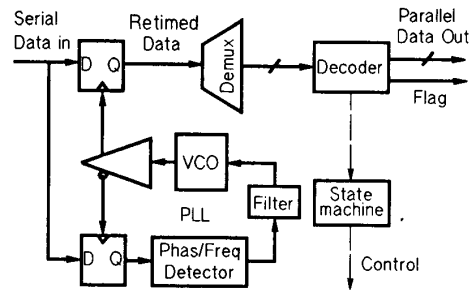 Serial
Data in
Retimed
Data
Parallel
Data Out
D Q
Demux
Decoder
Flag
VCO
PLL
Filter
State
machine
D Q
Phas/Freq
Detector
Control